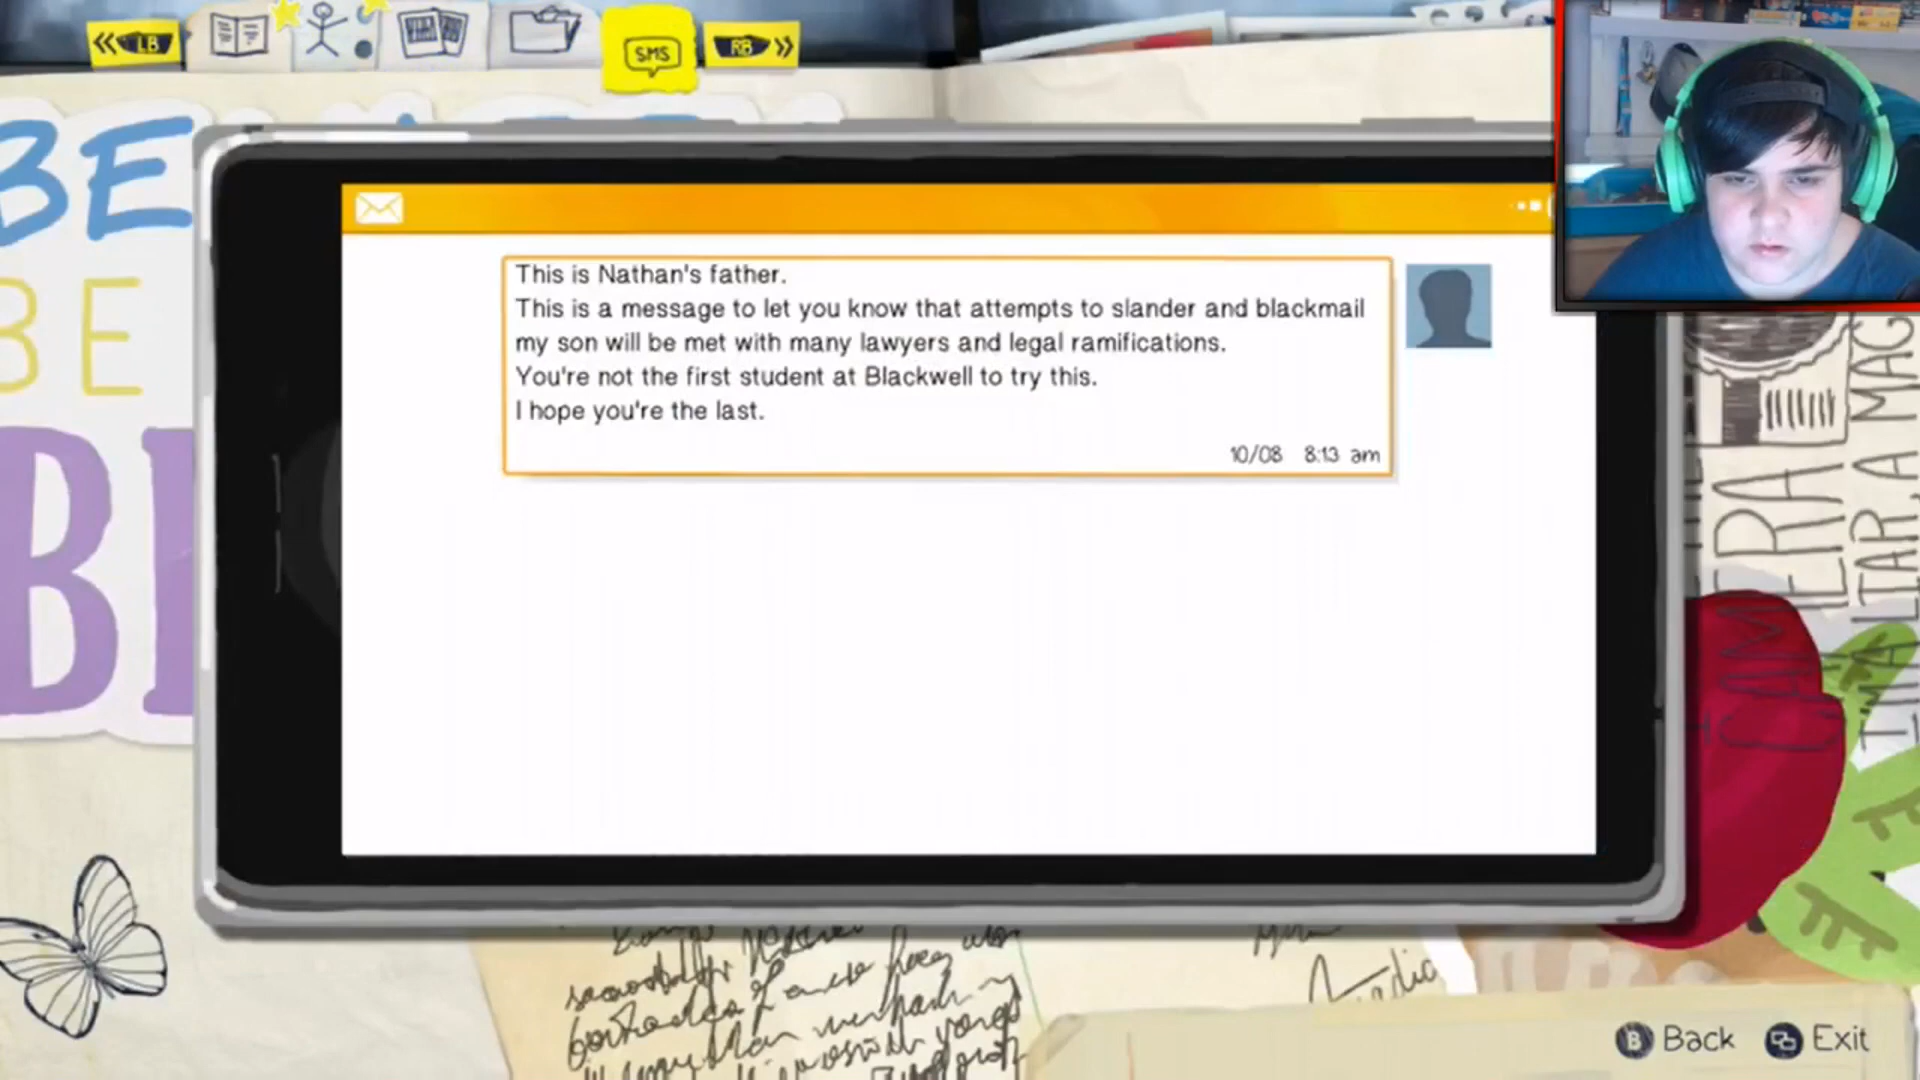 LB
SMS
RB
BE
BE
This is Nathan's father.
This is a message to let you know that attempts to slander and blackmail
my son will be met with many lawyers and legal ramifications.
You're not the first student at Blackwell to try this.
I hope you're the last.
10/08 8:13 am
B Back
Exit